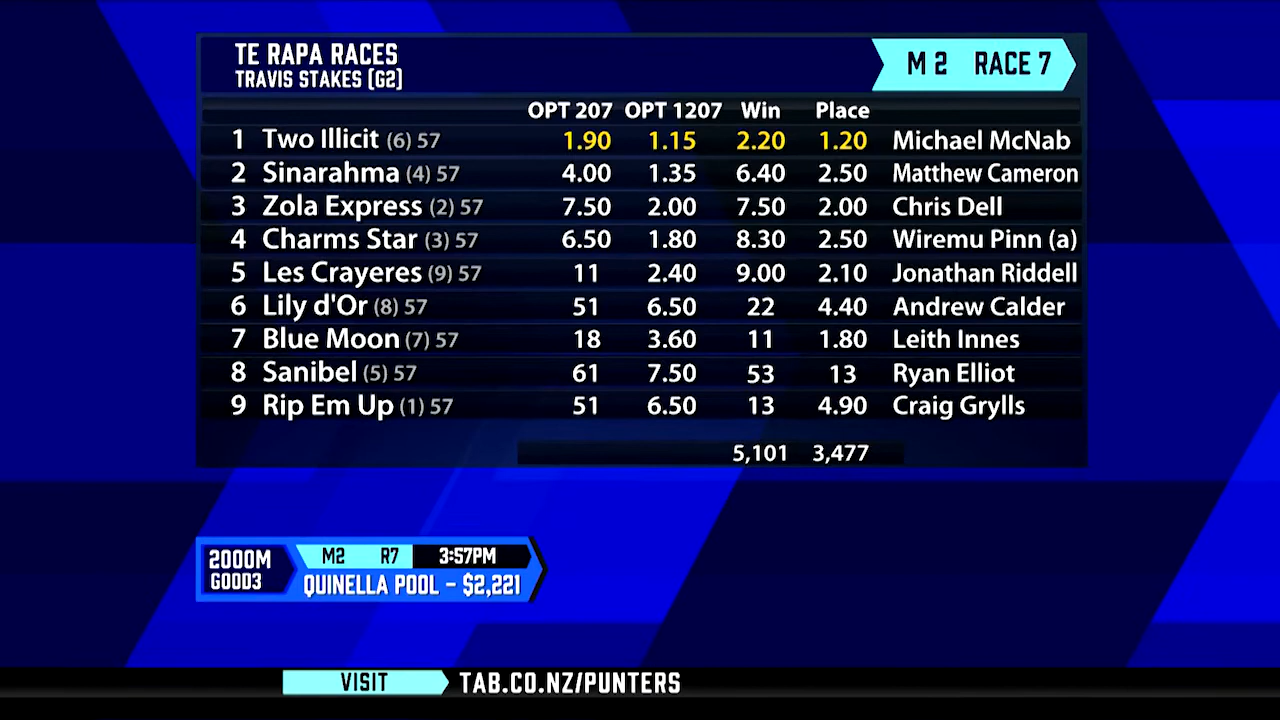 TE RAPA RACES
TRAVIS STAKES [G2]
M 2 RACE 7
OPT 207 OPT 1207 Win Place
1 Two Illicit (6) 57 1.90 1.15 2.20 1.20 Michael McNab
2 Sinarahma (4) 57 4.00 1.35 6.40 2.50 Matthew Cameron
3 Zola Express (2) 57 7.50 2.00 7.50 2.00 Chris Dell
4 Charms Star (3) 57 6.50 1.80 8.30 2.50 Wiremu Pinn (a)
5 Les Crayeres (9) 57 11 2.40 9.00 2.10 Jonathan Riddell
6 Lily d'Or (8) 57 51 6.50 22 4.40 Andrew Calder
7 Blue Moon (7) 57 18 3.60 11 1.80 Leith Innes
8 Sanibel (5) 57 61 7.50 53 13 Ryan Elliot
9 Rip Em Up (1) 57 51 6.50 13 4.90 Craig Grylls
5,101 3,477
2000M
GOOD3
M2 R7 3:57PM
QUINELLA POOL - $2,221
VISIT TAB.CO.NZ/PUNTERS